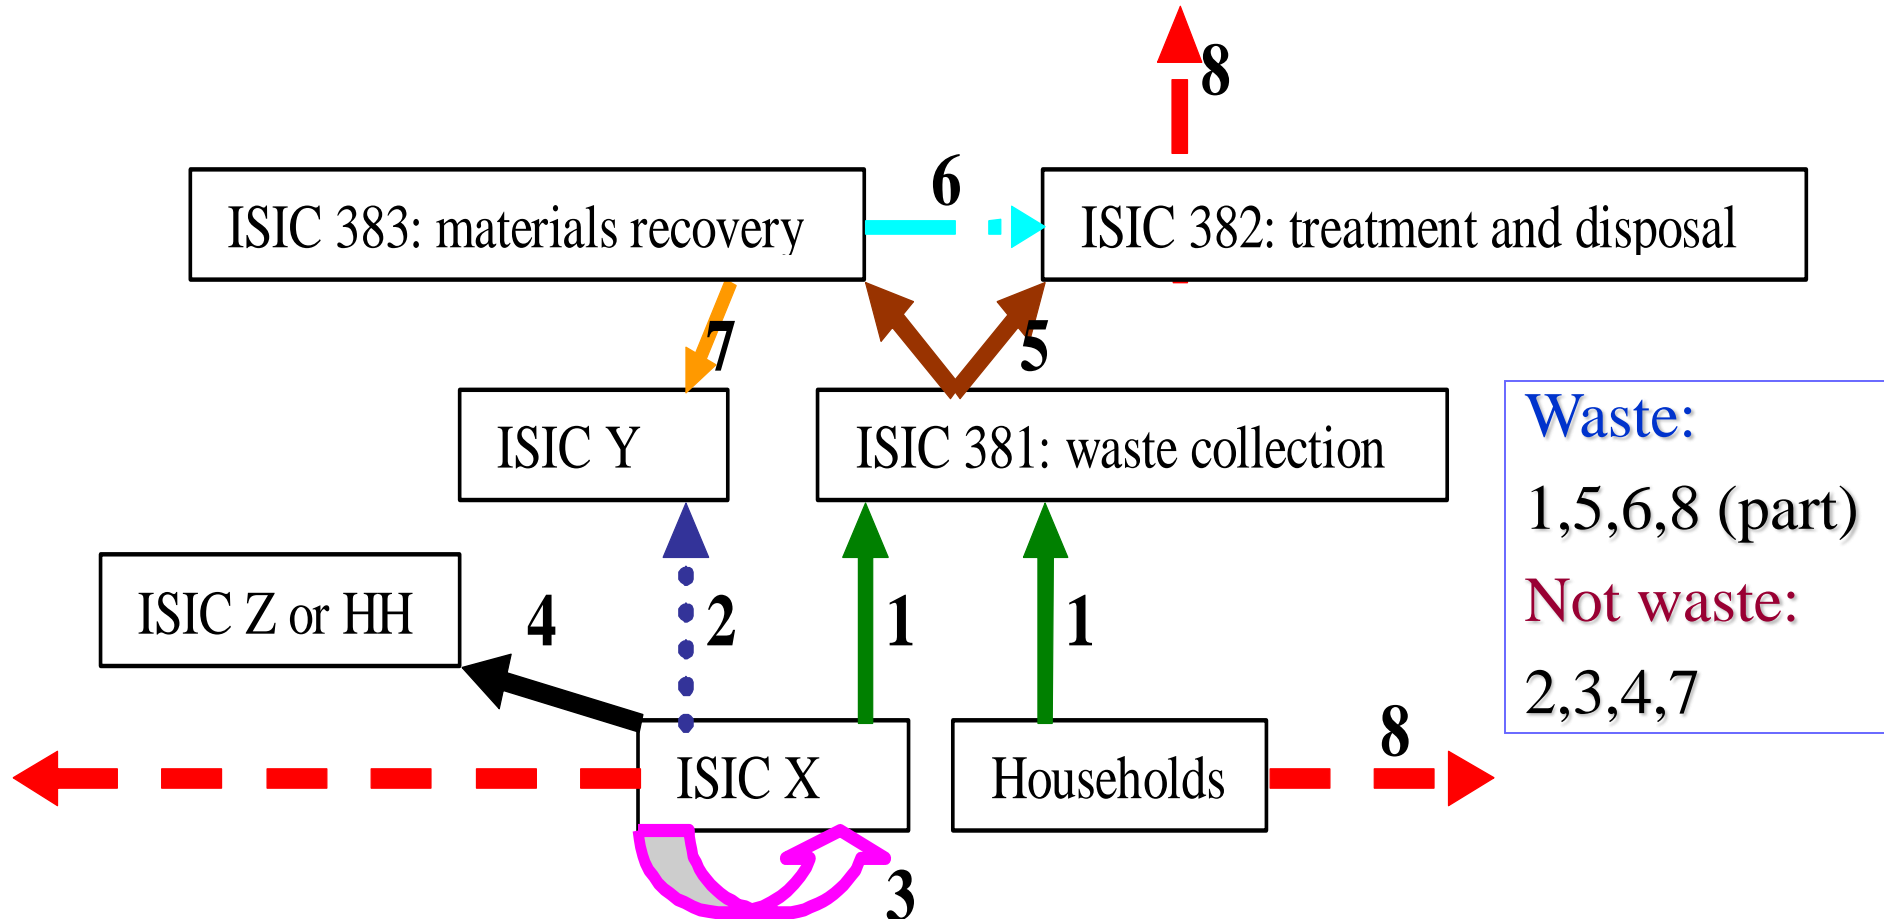 8
6
ISIC 383: materials recovery
ISIC 382: treatment and disposal
7
5
ISIC Y
ISIC 381: waste collection
Waste:
1,5,6,8 (part)
Not waste:
2,3,4,7
ISIC Z or HH
4
2
1
1
ISIC X
Households
8
3